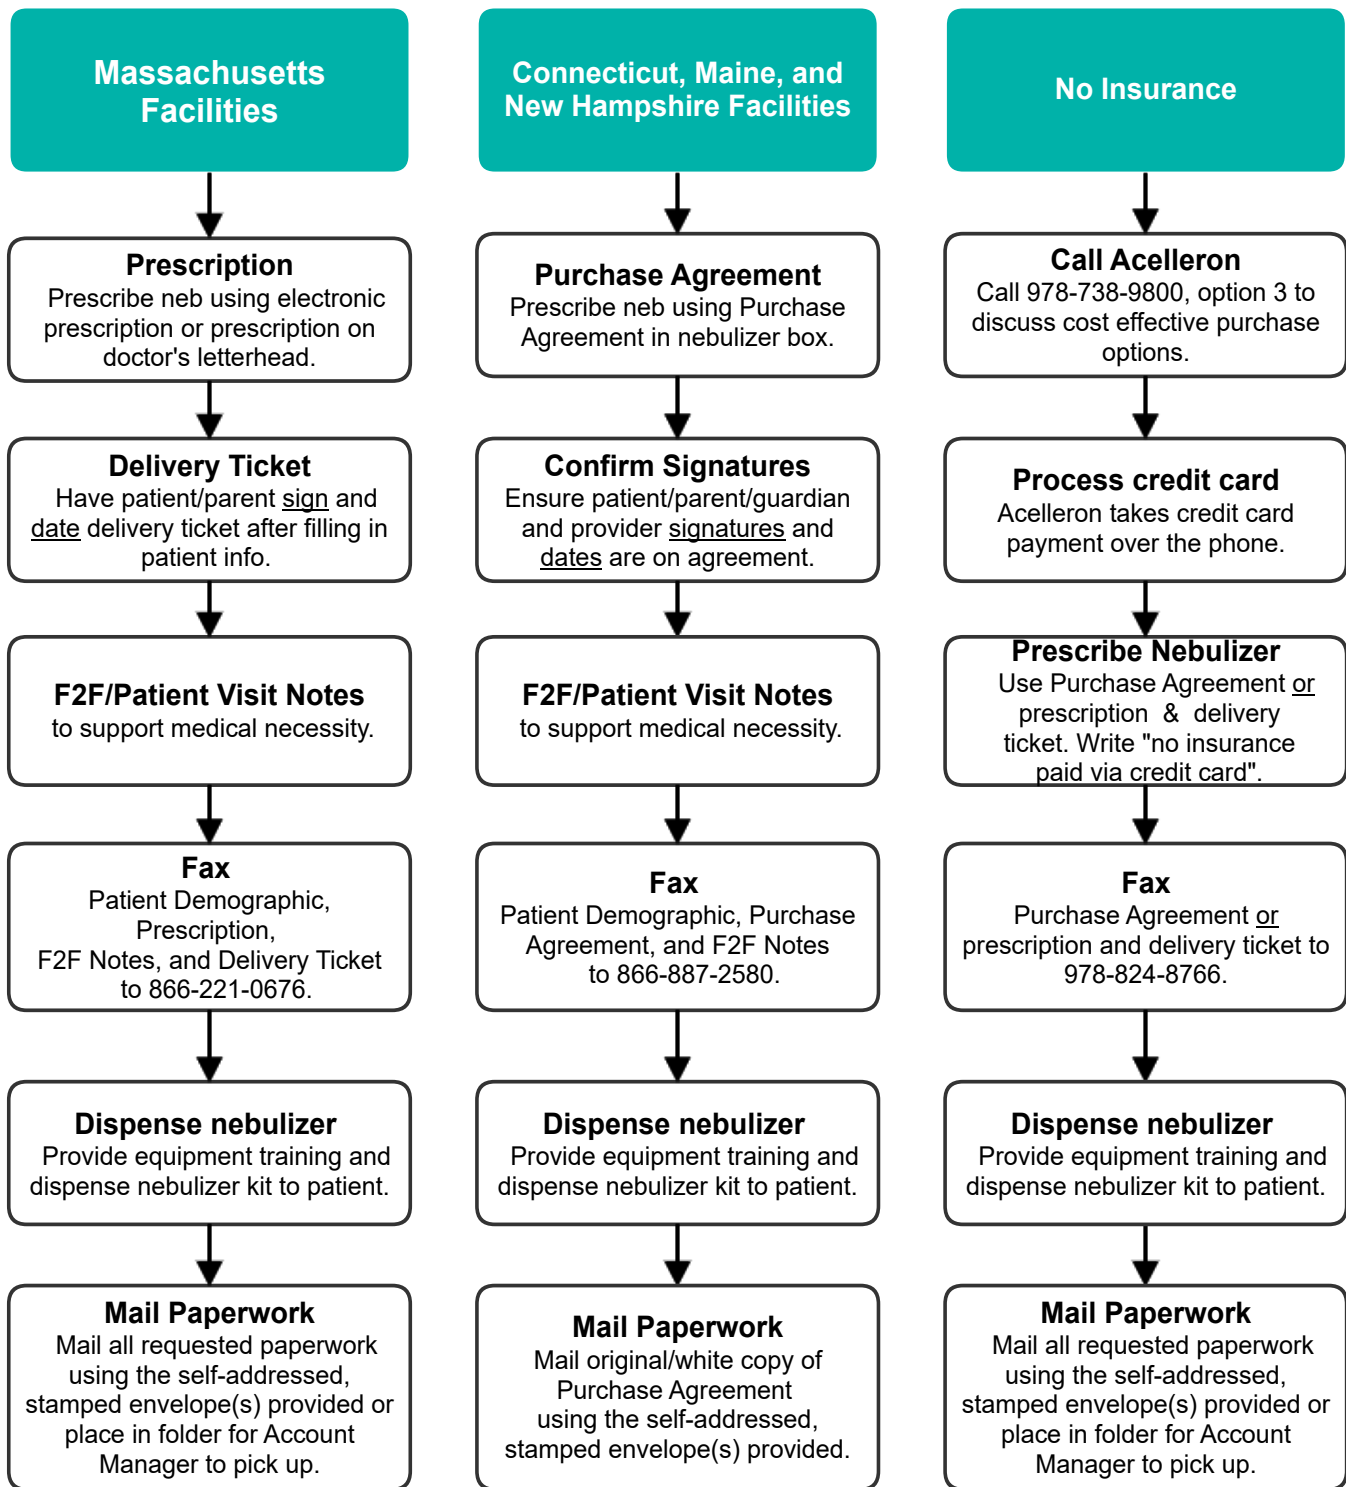 Massachusetts
Facilities
Prescription
Prescribe neb using electronic
prescription or prescription on
doctor's letterhead.
Delivery Ticket
Have patient/parent sign and
date delivery ticket after filling in
patient info.
F2F/Patient Visit Notes
to support medical necessity.
Fax
Patient Demographic,
Prescription,
F2F Notes, and Delivery Ticket
to 866-221-0676.
Dispense nebulizer
Provide equipment training and
dispense nebulizer kit to patient.
Mail Paperwork
Mail all requested paperwork
using the self-addressed,
stamped envelope(s) provided or
place in folder for Account
Manager to pick up.
Connecticut, Maine, and
New Hampshire Facilities
Purchase Agreement
Prescribe neb using Purchase
Agreement in nebulizer box.
Confirm Signatures
Ensure patient/parent/guardian
and provider signatures and
dates are on agreement.
F2F/Patient Visit Notes
to support medical necessity.
Fax
Patient Demographic, Purchase
Agreement, and F2F Notes
to 866-887-2580.
Dispense nebulizer
Provide equipment training and
dispense nebulizer kit to patient.
Mail Paperwork
Mail original/white copy of
Purchase Agreement
using the self-addressed,
stamped envelope(s) provided.
No Insurance
Call Acelleron
Call 978-738-9800, option 3 to
discuss cost effective purchase
options.
Process credit card
Acelleron takes credit card
payment over the phone.
Prescribe Nebulizer
Use Purchase Agreement or
prescription & delivery
ticket. Write "no insurance
paid via credit card".
Fax
Purchase Agreement or
prescription and delivery ticket to
978-824-8766.
Dispense nebulizer
Provide equipment training and
dispense nebulizer kit to patient.
Mail Paperwork
Mail all requested paperwork
using the self-addressed,
stamped envelope(s) provided or
place in folder for Account
Manager to pick up.